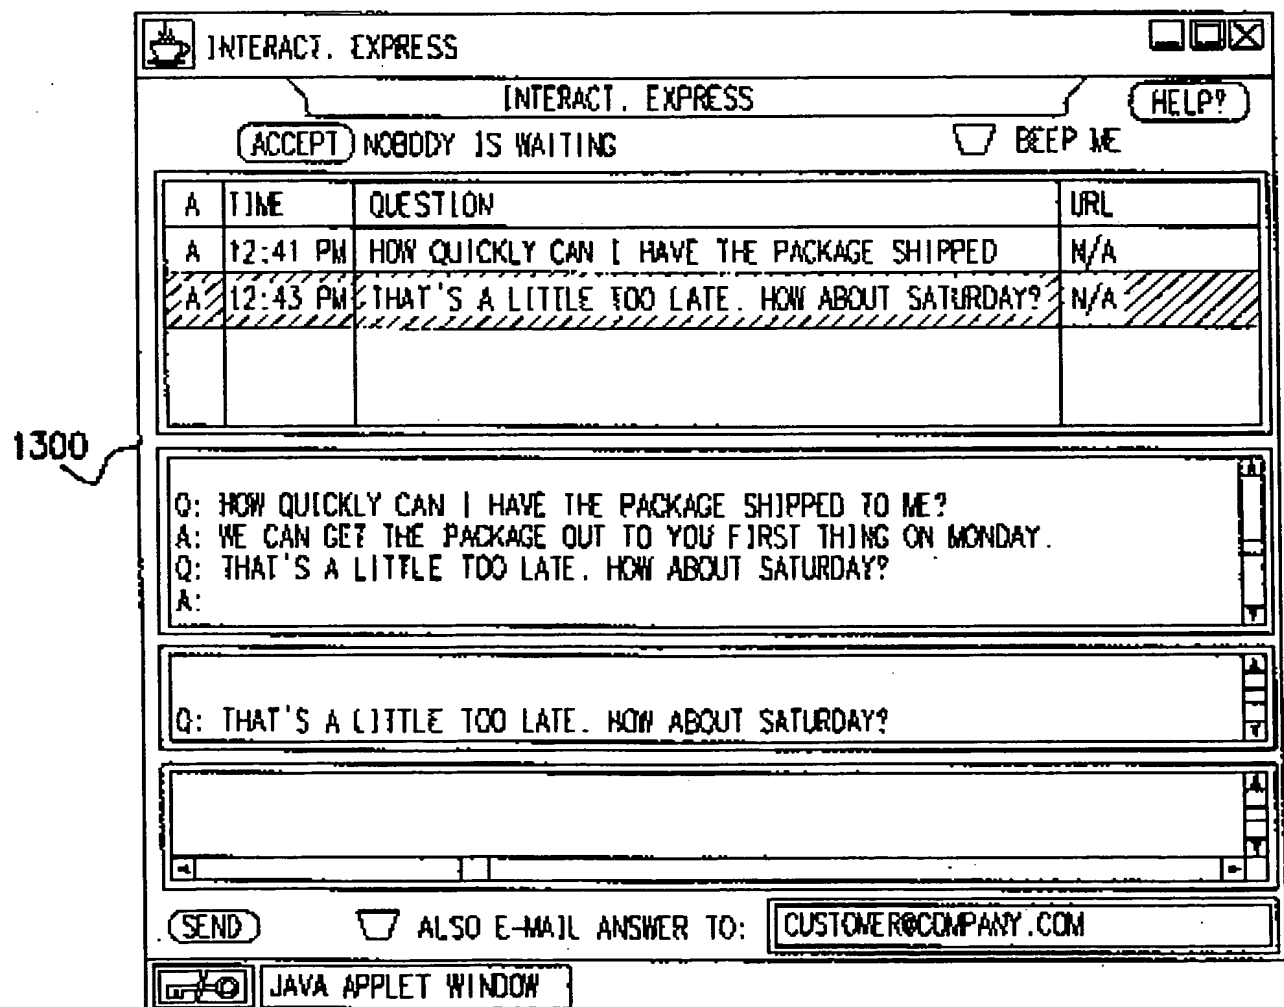 INTERACT. EXPRESS
INTERACT. EXPRESS
HELP?
ACCEPT NOBODY IS WAITING BEEP ME
A TIME QUESTION URL
A 12:41 PM HOW QUICKLY CAN I HAVE THE PACKAGE SHIPPED N/A
A 12:43 PM THAT'S A LITTLE TOO LATE. HOW ABOUT SATURDAY? N/A
1300
Q: HOW QUICKLY CAN I HAVE THE PACKAGE SHIPPED TO ME?
A: WE CAN GET THE PACKAGE OUT TO YOU FIRST THING ON MONDAY.
Q: THAT'S A LITTLE TOO LATE. HOW ABOUT SATURDAY?
A:
Q: THAT'S A LITTLE TOO LATE. HOW ABOUT SATURDAY?
SEND ALSO E-MAIL ANSWER TO: CUSTOMER@COMPANY.COM
JAVA APPLET WINDOW